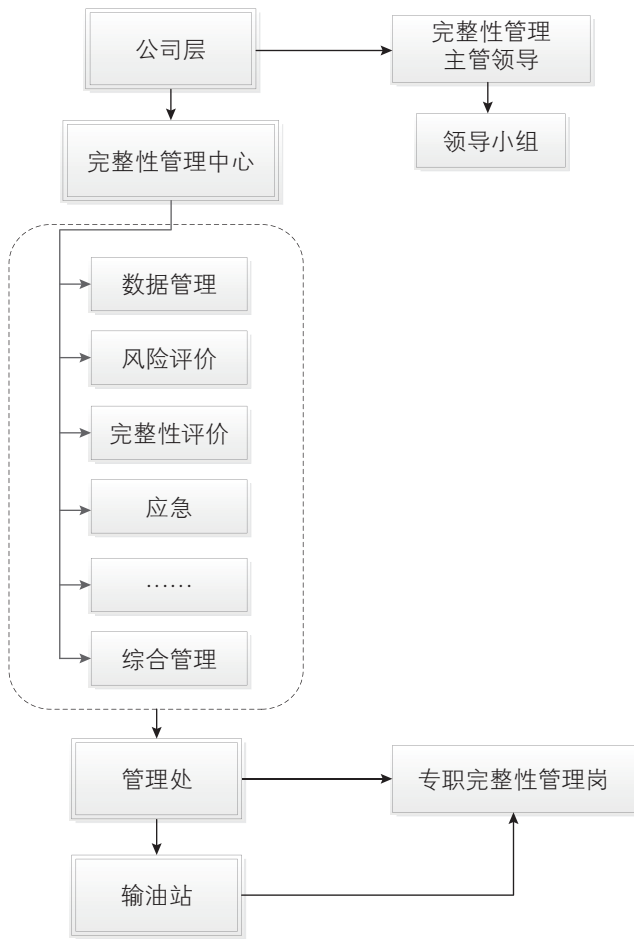 公司层
完整性管理
主管领导
领导小组
完整性管理中心
数据管理
风险评价
完整性评价
应急
……
综合管理
管理处
专职完整性管理岗
输油站